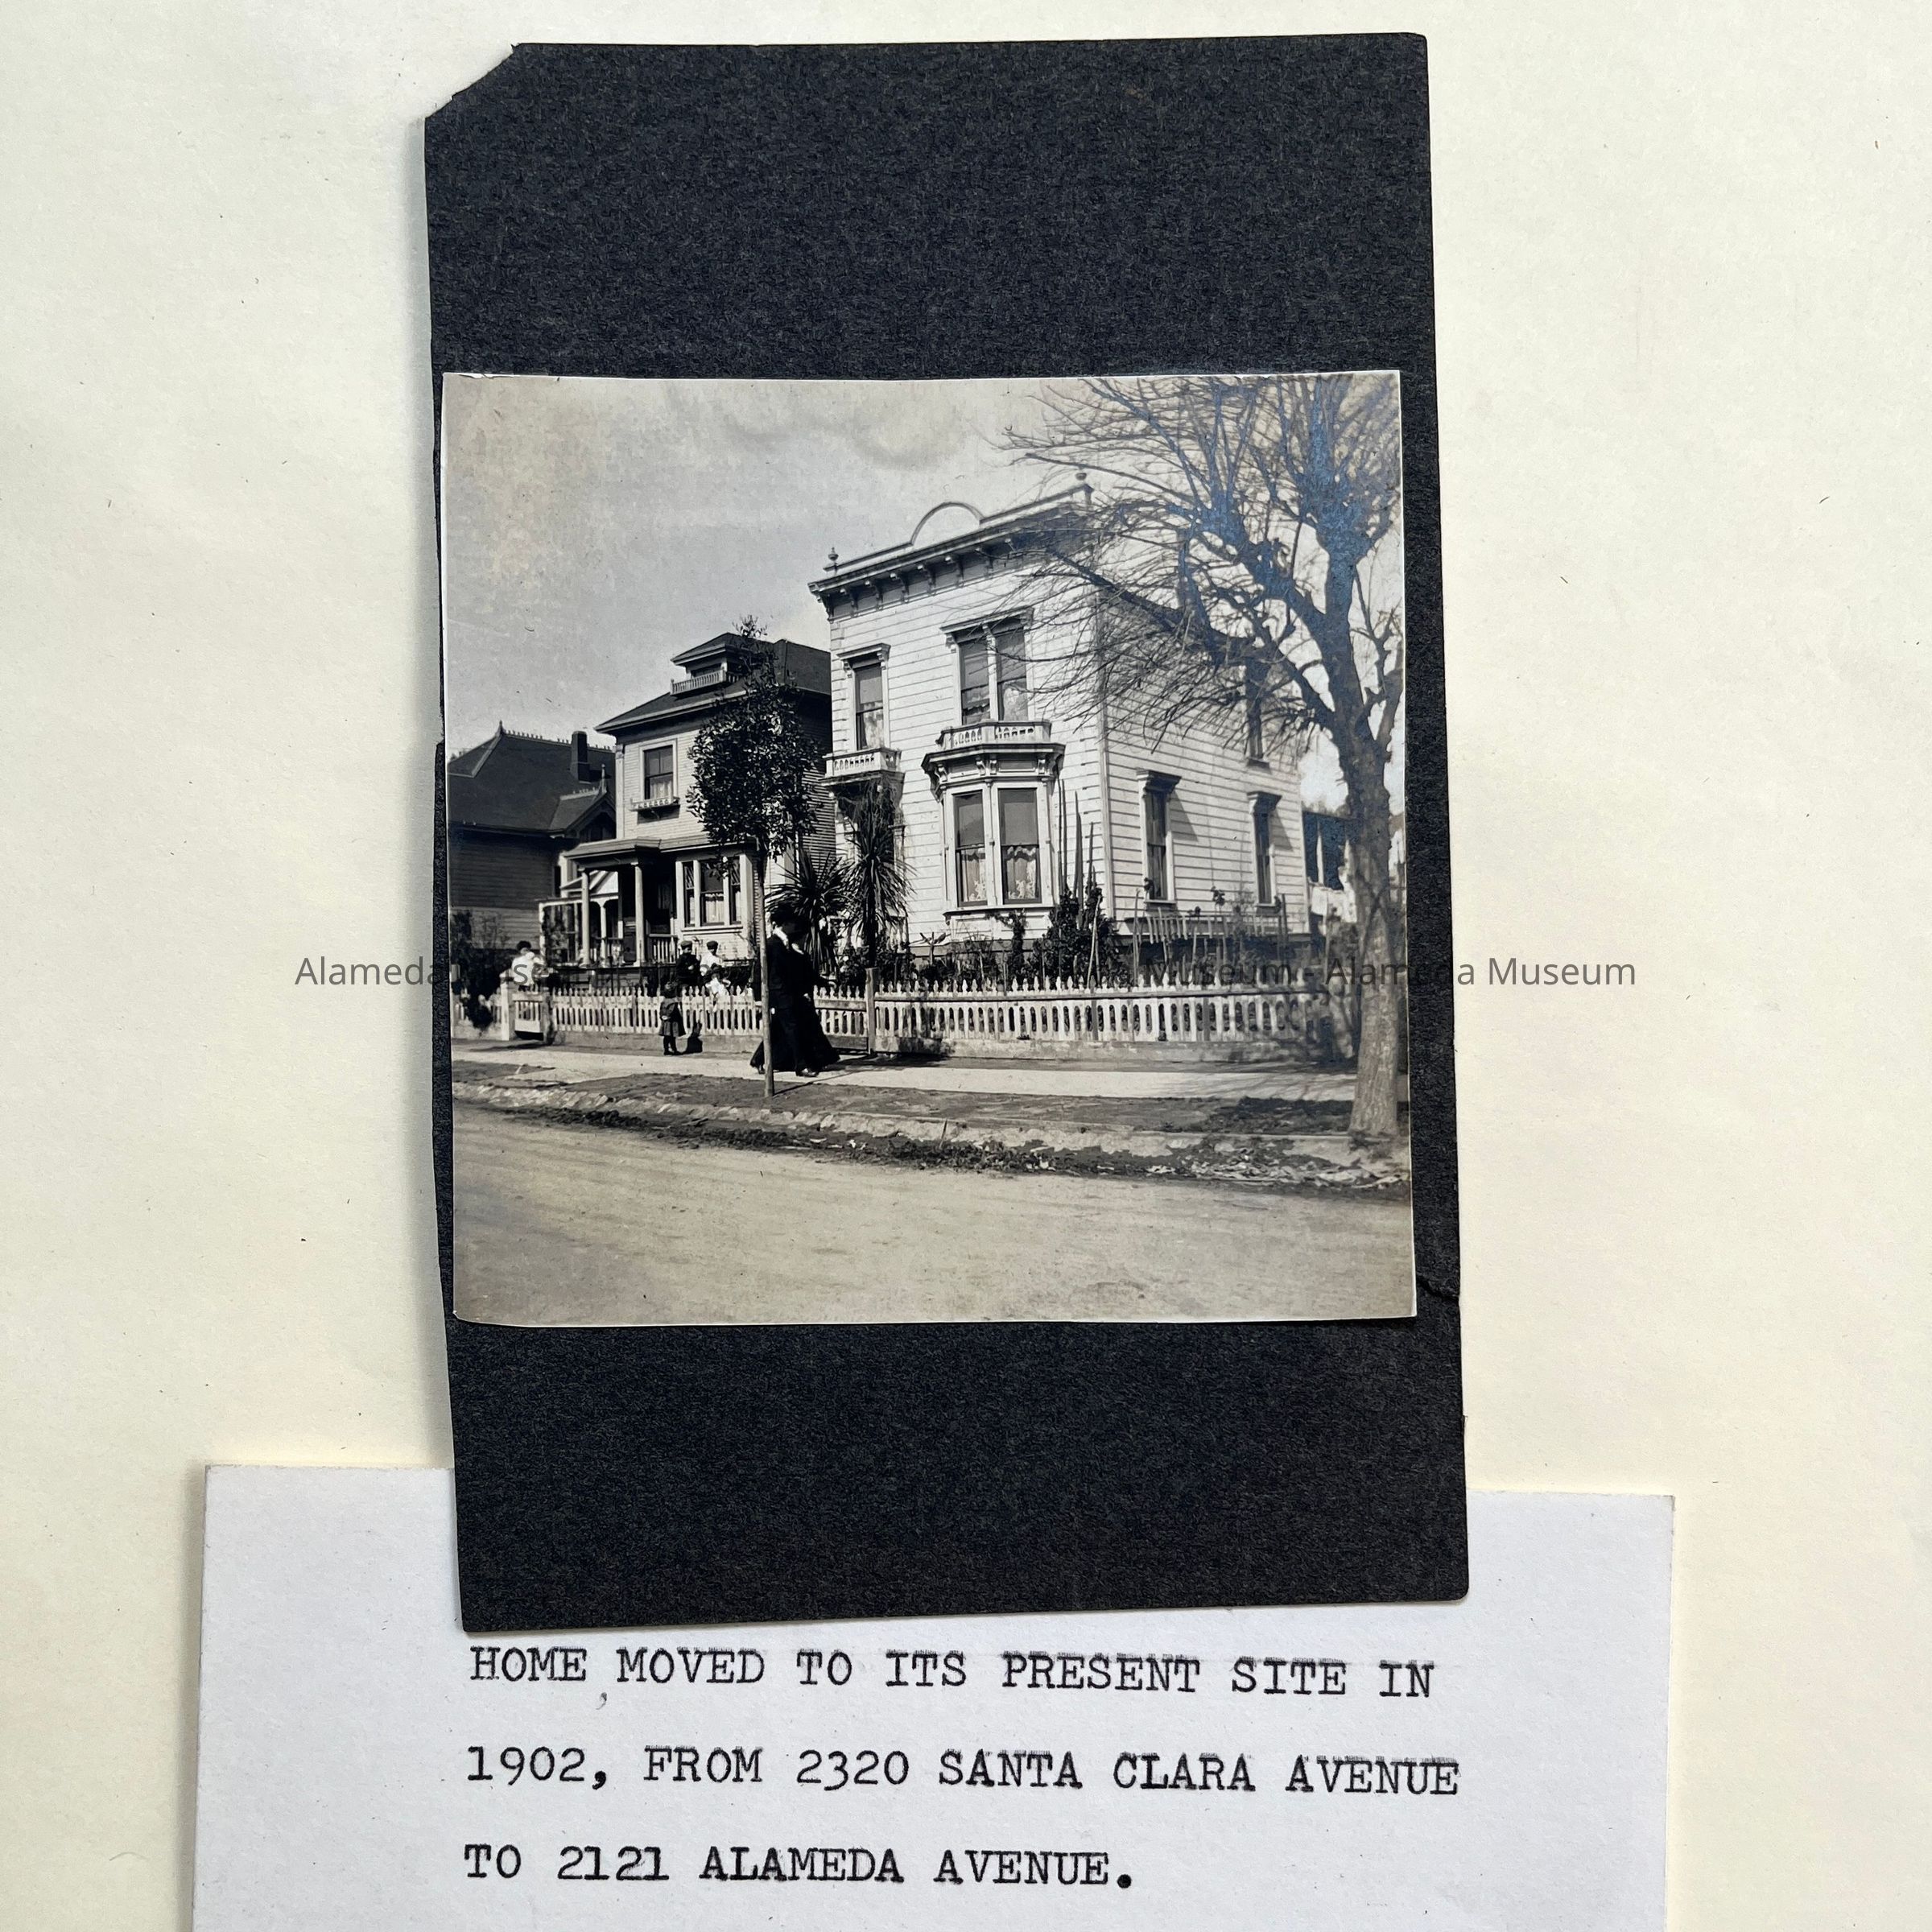 Alameda Museum - Alameda Museum
HOME MOVED TO ITS PRESENT SITE IN
1902, FROM 2320 SANTA CLARA AVENUE
TO 2121 ALAMEDA AVENUE.